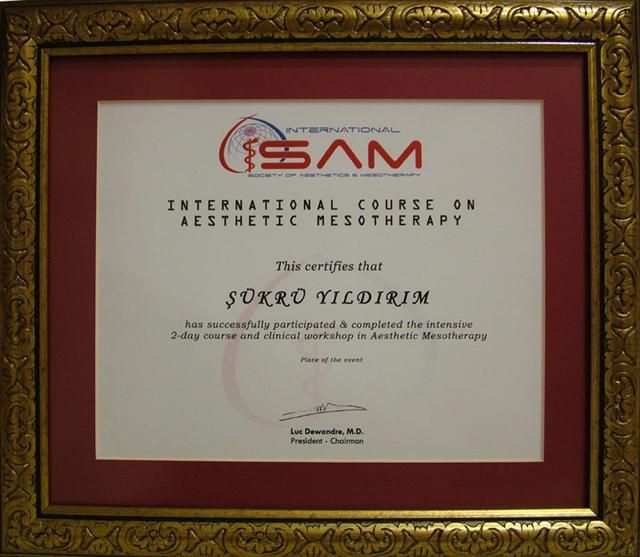 INTERNATIONAL
SAM
SOCIETY OF AESTHETICS & MESOTHERAPY
INTERNATIONAL COURSE ON
AESTHETIC MESOTHERAPY
This certifies that
ŞÜKRÜ YILDIRIM
has successfully participated & completed the intensive
2-day course and clinical workshop in Aesthetic Mesotherapy
Place of the event
Luc Dewandre, M.D.
President - Chairman